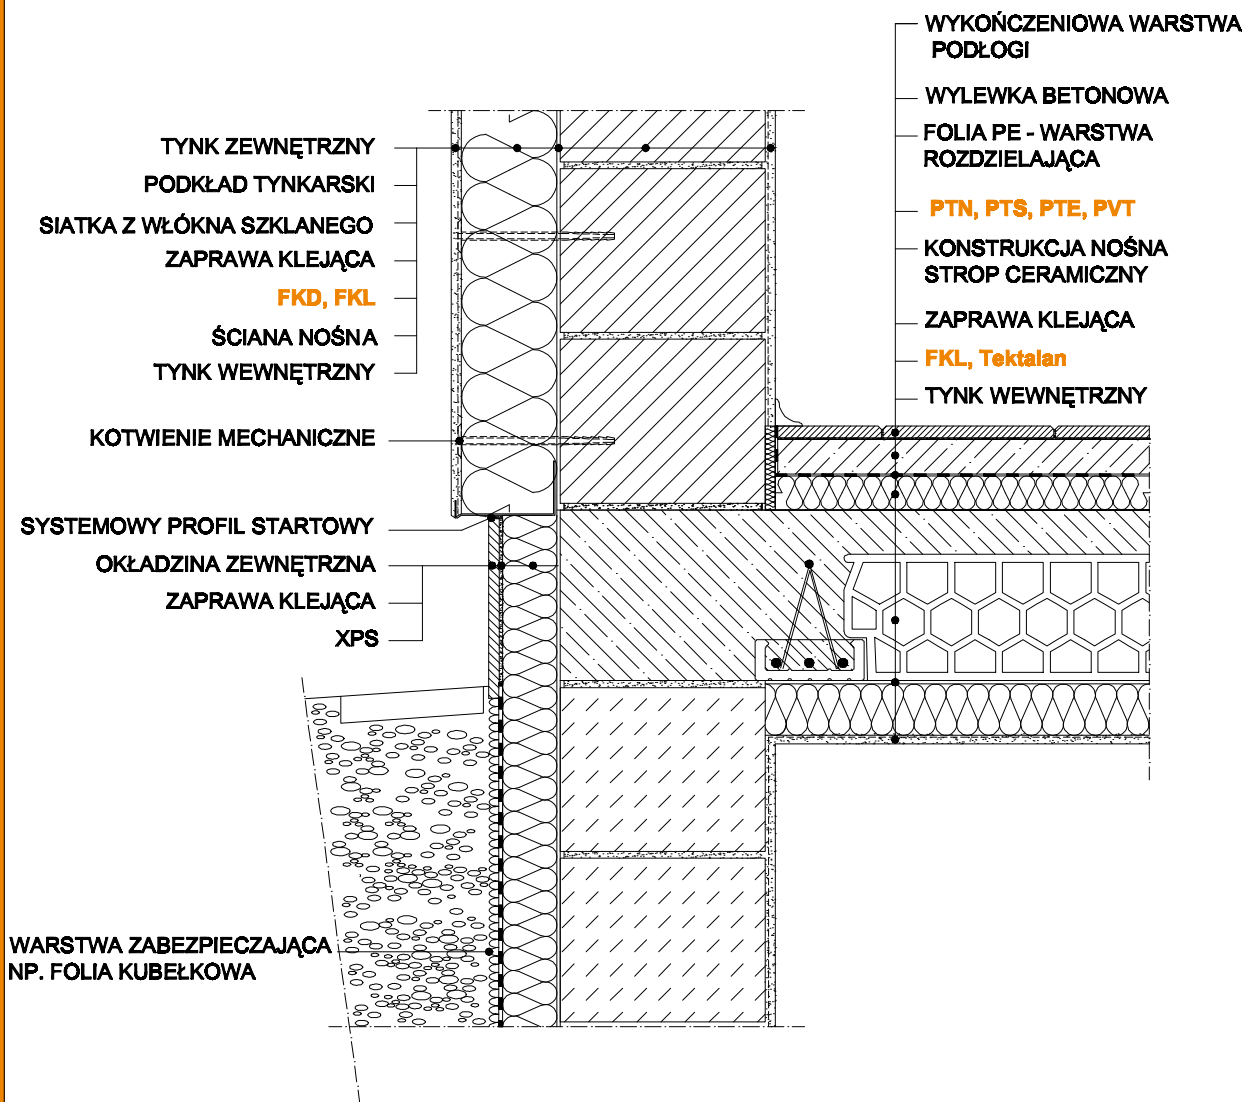 TYNK ZEWNĘTRZNY
PODKŁAD TYNKARSKI
SIATKA Z WŁÓKNA SZKLANEGO
ZAPRAWA KLEJĄCA
FKD, FKL
ŚCIANA NOŚNA
TYNK WEWNĘTRZNY
KOTWIENIE MECHANICZNE
SYSTEMOWY PROFIL STARTOWY
OKŁADZINA ZEWNĘTRZNA
ZAPRAWA KLEJĄCA
XPS
WARSTWA ZABEZPIECZAJĄCA
NP. FOLIA KUBEŁKOWA
WYKOŃCZENIOWA WARSTWA
PODŁOGI
WYLEWKA BETONOWA
FOLIA PE - WARSTWA
ROZDZIELAJĄCA
PTN, PTS, PTE, PVT
KONSTRUKCJA NOŚNA
STROP CERAMICZNY
ZAPRAWA KLEJĄCA
FKL, Tektalan
TYNK WEWNĘTRZNY